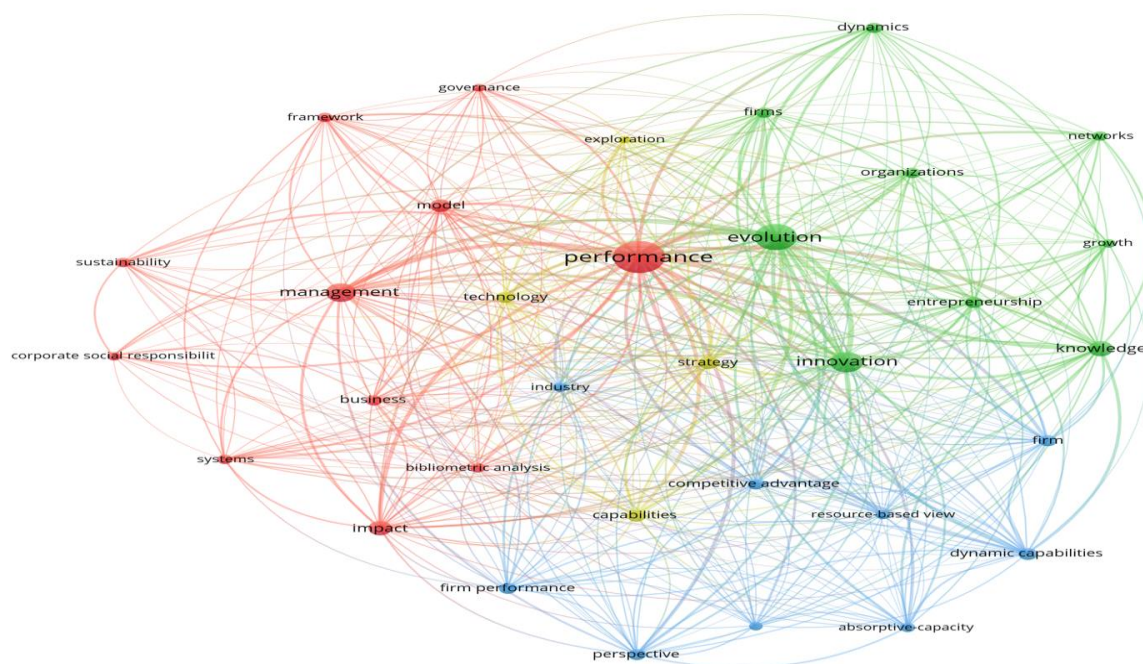 dynamics
governance
firms
framework
networks
exploration
organizations
model
evolution
growth
performance
sustainability
management
technology
entrepreneurship
knowledge
corporate social responsibilit
strategy
innovation
industry
business
firm
systems
bibliometric analysis
competitive advantage
capabilities
resource-based view
impact
dynamic capabilities
firm performance
absorptive-capacity
perspective